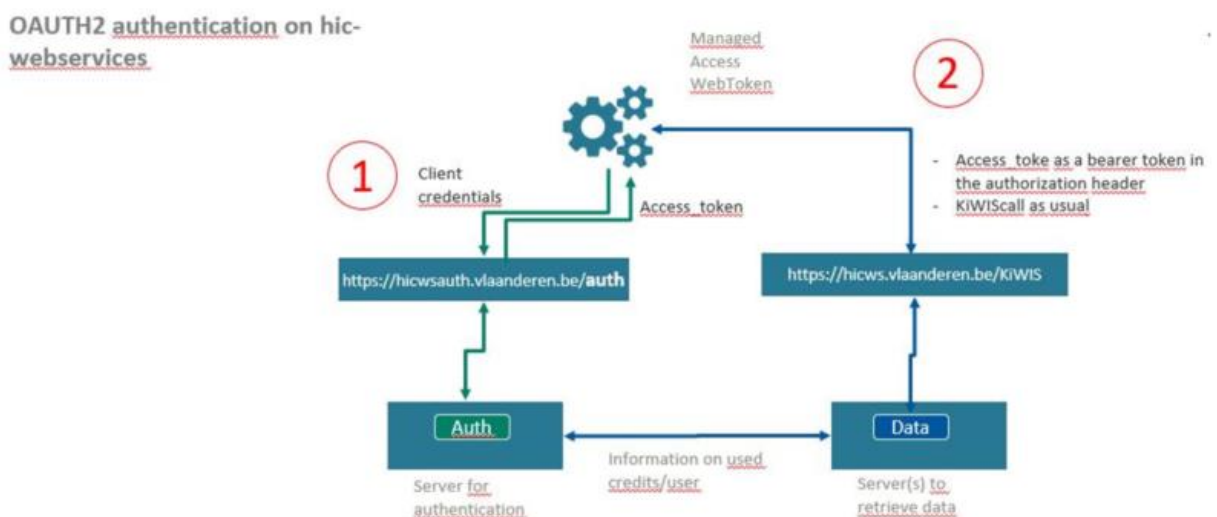 OAUTH2 authentication on hic-
webservices
Managed
Access
WebToken
2
1
Client
credentials
Access_token
- Access_toke as a bearer token in
the authorization header
- KiWIScall as usual
https://hicwsauth.vlaanderen.be/auth
https://hicws.vlaanderen.be/KiWIS
Auth
Data
Information on used
credits/user
Server for
authentication
Server(s) to
retrieve data